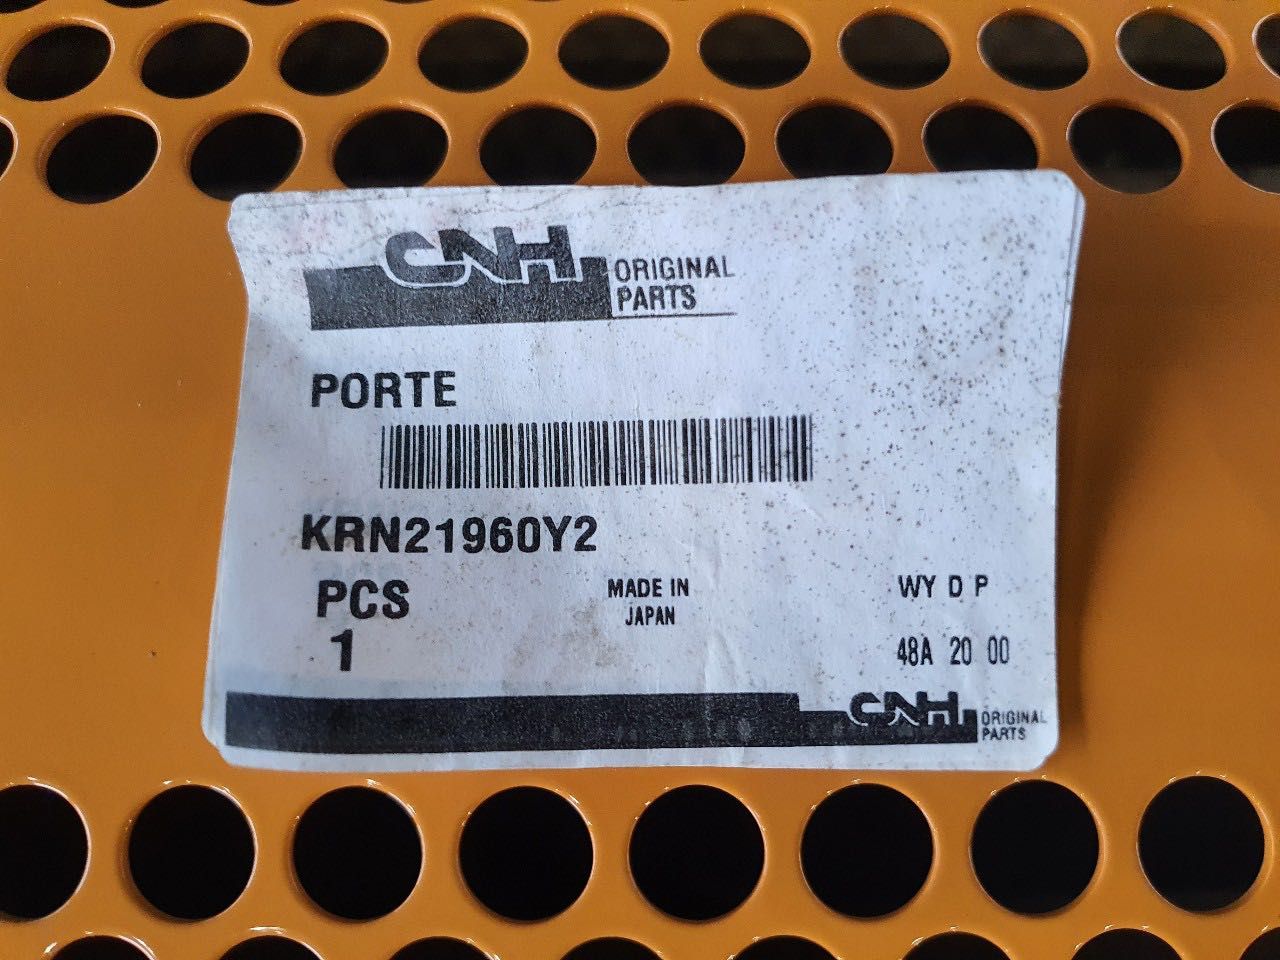 CNH ORIGINAL
PARTS
PORTE
KRN21960Y2
PCS
1
MADE IN
JAPAN
WY D P
48A 20 00
CNH ORIGINAL
PARTS